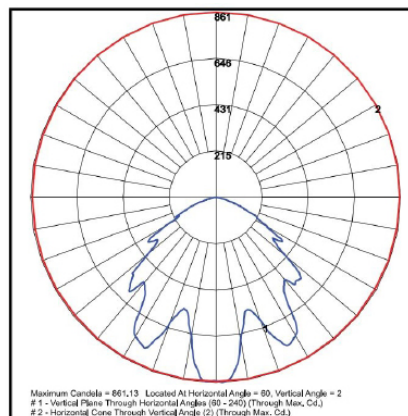 861
646
431
2
215
1
Maximum Candela = 861.13 Located At Horizontal Angle = 60, Vertical Angle = 2
# 1 - Vertical Plane Through Horizontal Angles (60 - 240) (Through Max. Cd.)
# 2 - Horizontal Cone Through Vertical Angle (2) (Through Max. Cd.)